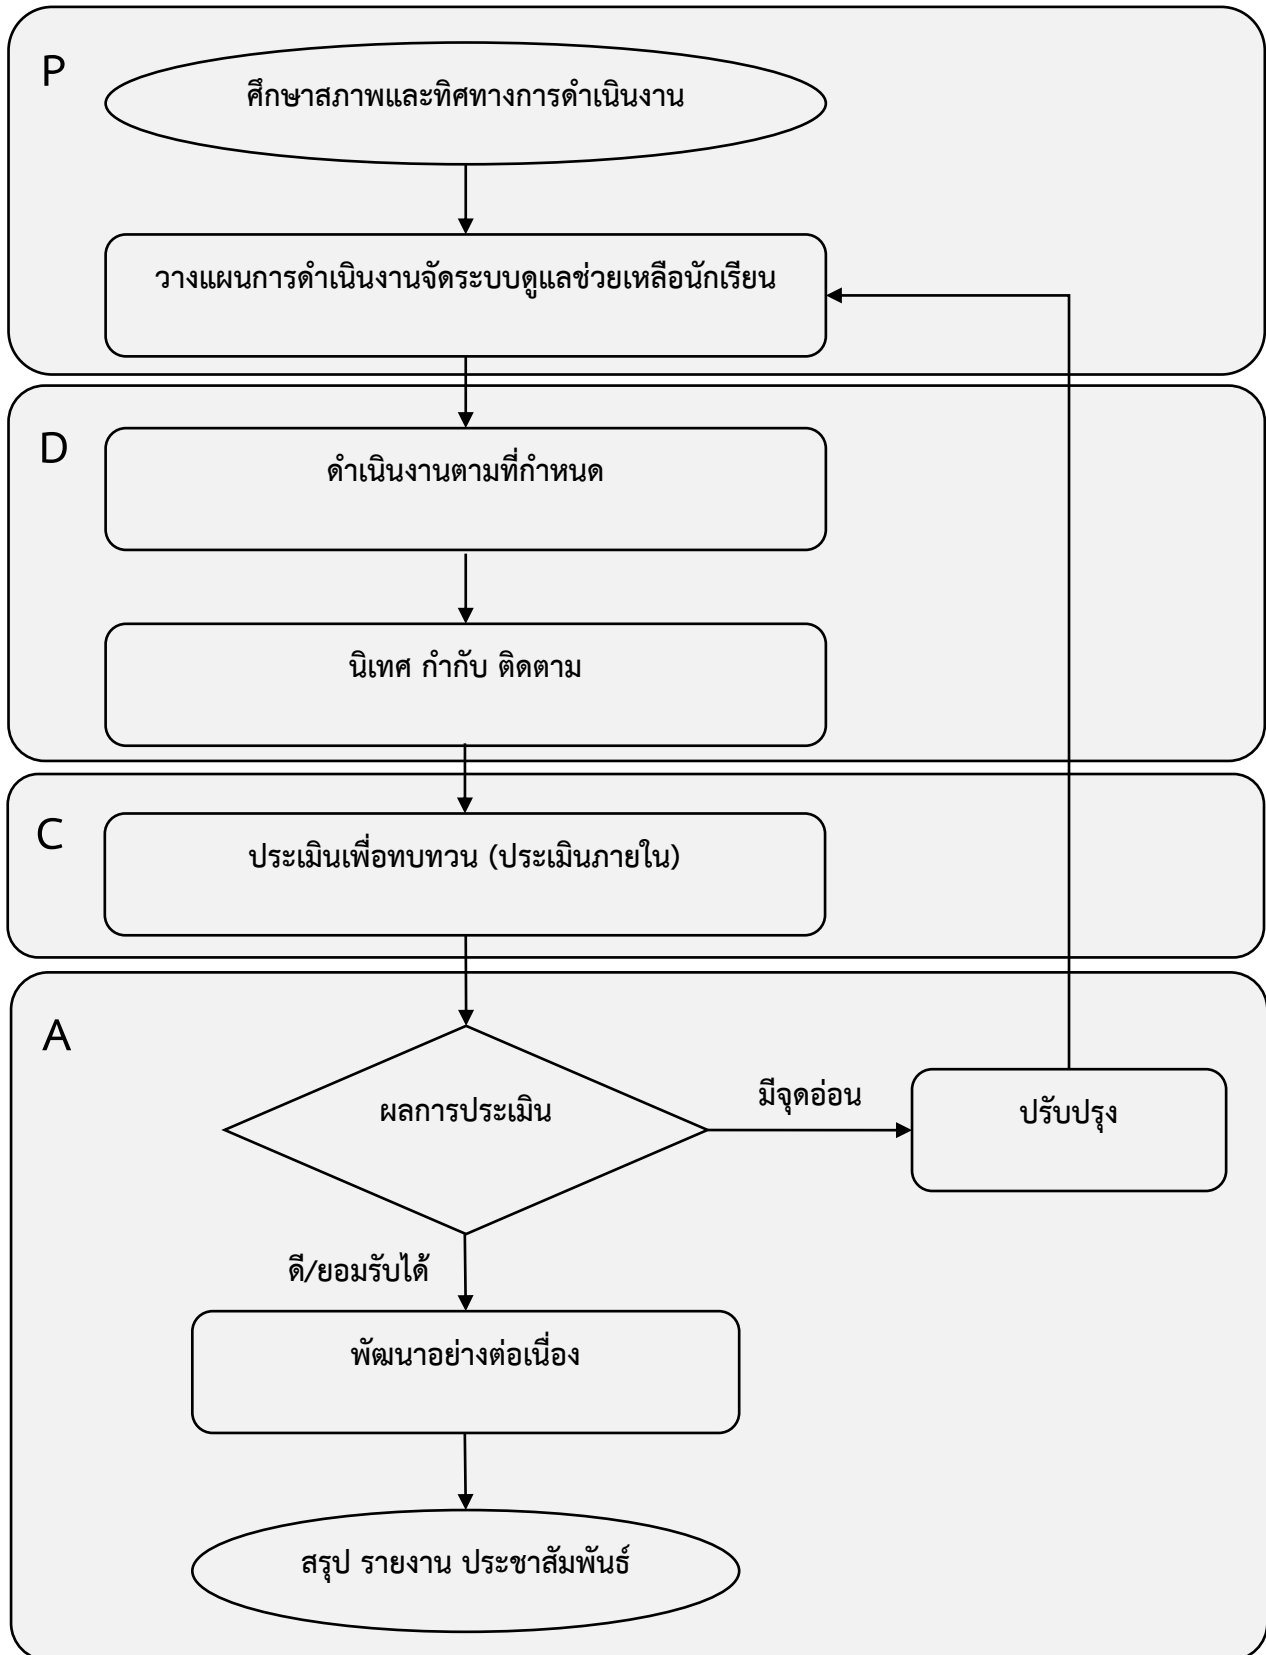 P
ศึกษาสภาพและทิศทางการดำเนินงาน
วางแผนการดำเนินงานจัดระบบดูแลช่วยเหลือนักเรียน
D
ดำเนินงานตามที่กำหนด
นิเทศ กำกับ ติดตาม
C
ประเมินเพื่อทบทวน (ประเมินภายใน)
A
ผลการประเมิน
มีจุดอ่อน
ปรับปรุง
ดี/ยอมรับได้
พัฒนาอย่างต่อเนื่อง
สรุป รายงาน ประชาสัมพันธ์